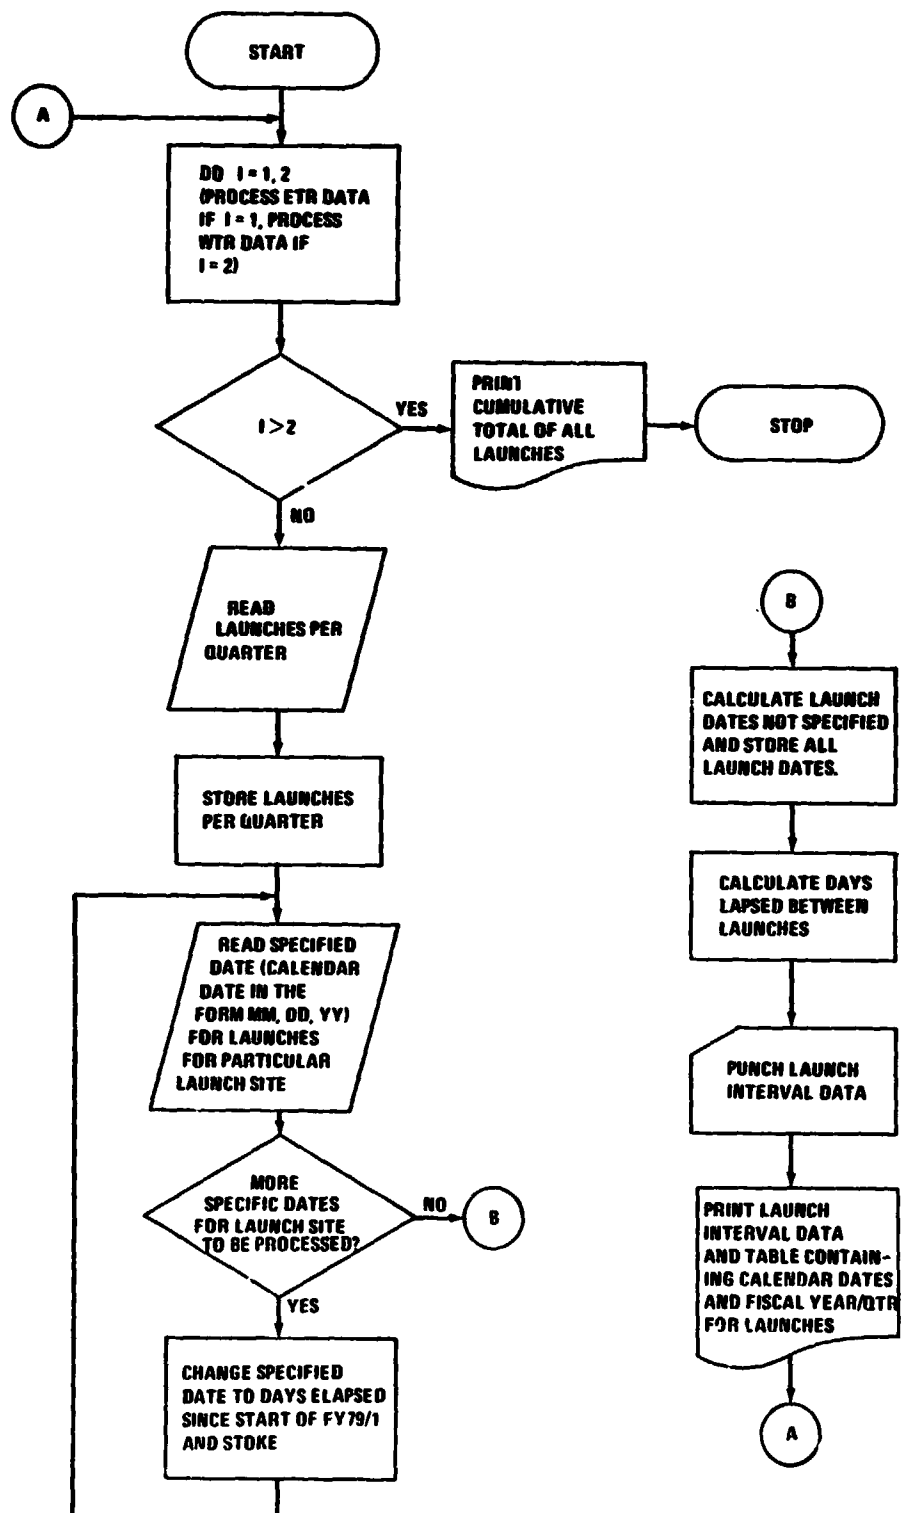 START
A
DO I = 1, 2
(PROCESS ETR DATA
IF I = 1, PROCESS
WTR DATA IF
I = 2)
I > 2
YES
PRINT
CUMULATIVE
TOTAL OF ALL
LAUNCHES
STOP
NO
READ
LAUNCHES PER
QUARTER
STORE LAUNCHES
PER QUARTER
READ SPECIFIED
DATE (CALENDAR
DATE IN THE
FORM MM, DD, YY)
FOR LAUNCHES
FOR PARTICULAR
LAUNCH SITE
MORE
SPECIFIC DATES
FOR LAUNCH SITE
TO BE PROCESSED?
NO
B
YES
CHANGE SPECIFIED
DATE TO DAYS ELAPSED
SINCE START OF FY79/1
AND STOKE
B
CALCULATE LAUNCH
DATES NOT SPECIFIED
AND STORE ALL
LAUNCH DATES.
CALCULATE DAYS
LAPSED BETWEEN
LAUNCHES
PUNCH LAUNCH
INTERVAL DATA
PRINT LAUNCH
INTERVAL DATA
AND TABLE CONTAIN-
ING CALENDAR DATES
AND FISCAL YEAR/QTR
FOR LAUNCHES
A